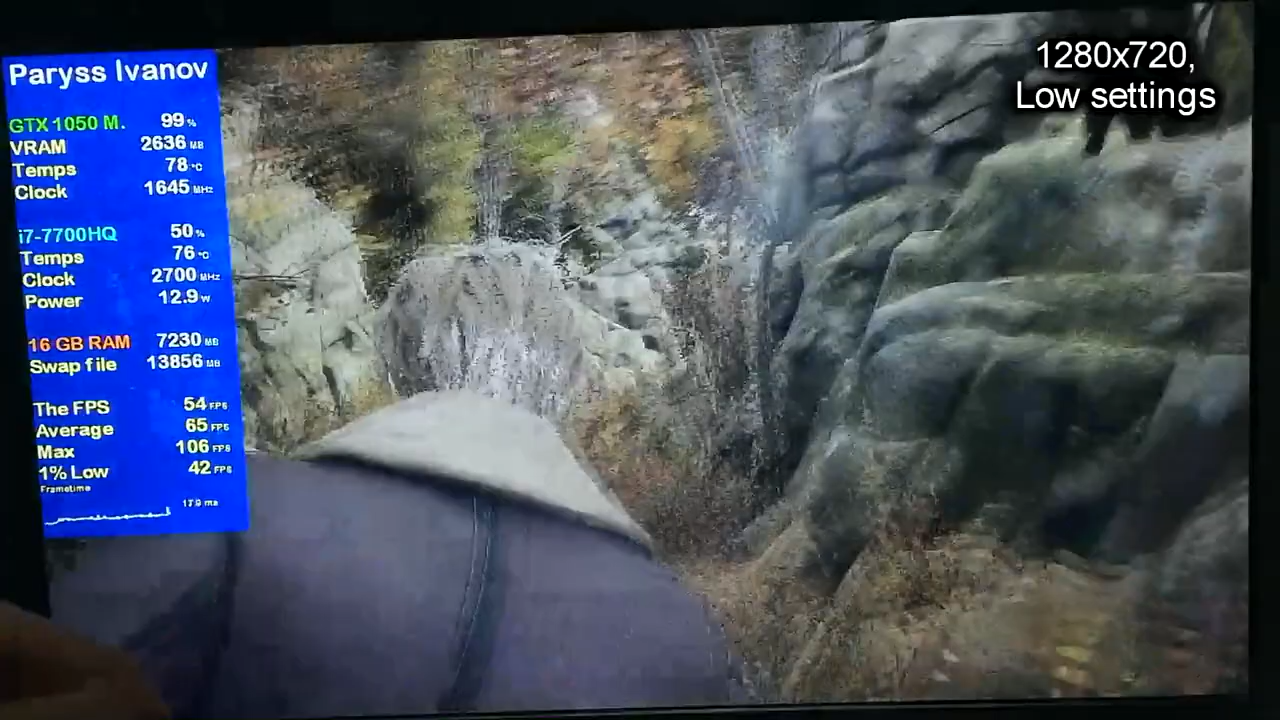 Paryss Ivanov
GTX 1050 M. 99 %
VRAM 2636 MB
Temps 78 °C
Clock 1645 MHz
i7-7700HQ 50 %
Temps 76 °C
Clock 2700 MHz
Power 12.9 W
16 GB RAM 7230 MB
Swap file 13856 MB
The FPS 54 FPS
Average 65 FPS
Max 106 FPS
1% Low 42 FPS
Frametime
17.9 ms
1280x720,
Low settings